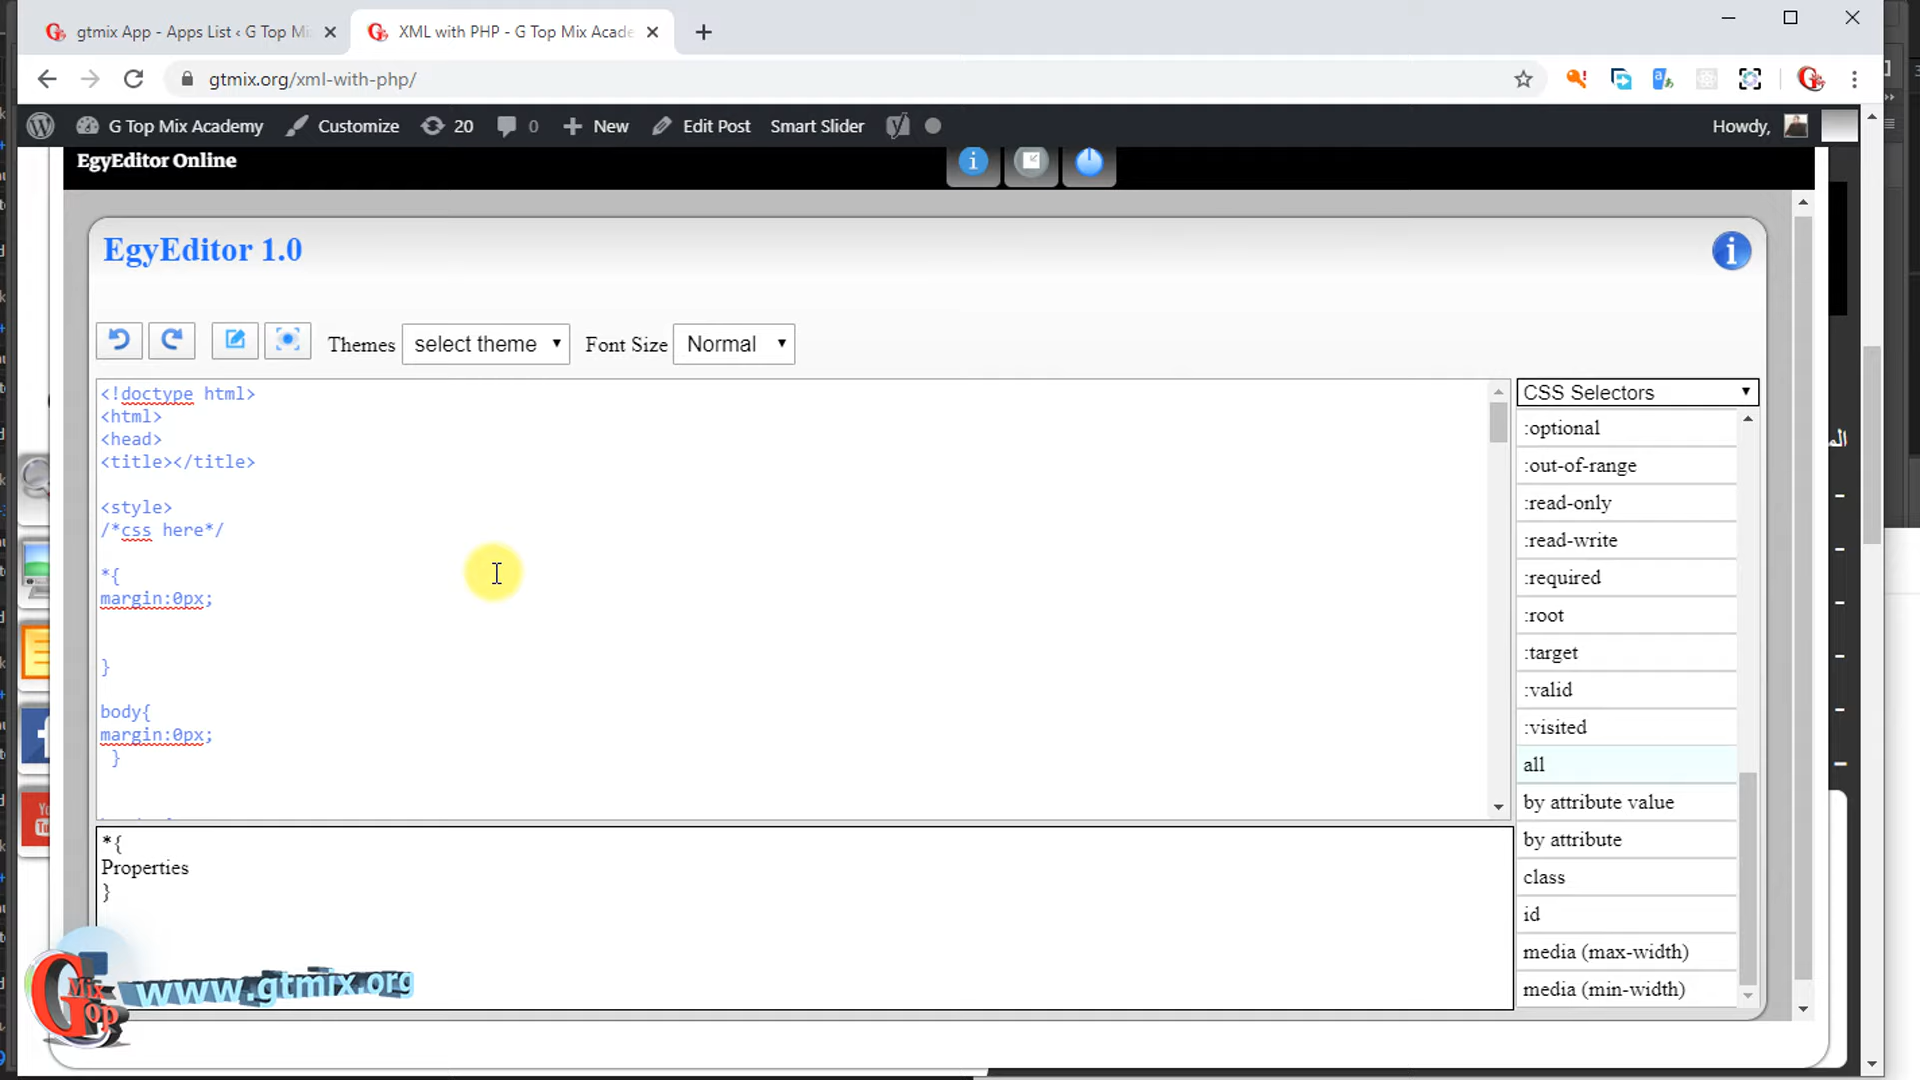 gtmix App - Apps List ‹ G Top Mi
XML with PHP - G Top Mix Acade
gtmix.org/xml-with-php/
G Top Mix Academy
Customize
20
0
New
Edit Post
Smart Slider
Howdy,
EgyEditor Online
EgyEditor 1.0
Themes
select theme
Font Size
Normal
<!doctype html>
<html>
<head>
<title></title>
<style>
/*css here*/
*{
margin:0px;
}
body{
margin:0px;
}
CSS Selectors
:optional
:out-of-range
:read-only
:read-write
:required
:root
:target
:valid
:visited
all
by attribute value
by attribute
class
id
media (max-width)
media (min-width)
*{
Properties
}
G Mix Top
www.gtmix.org